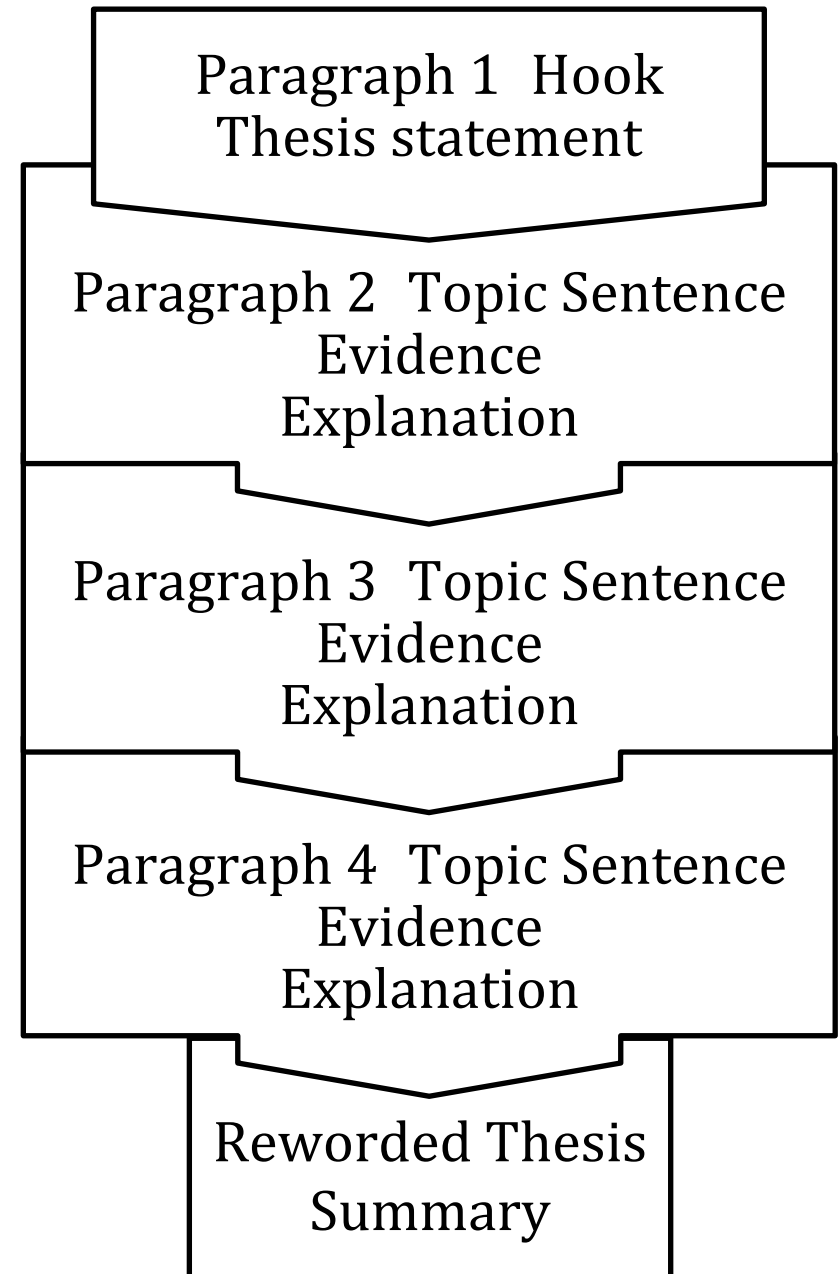 Paragraph 1  Hook
Thesis statement
Paragraph 2  Topic Sentence
Evidence
Explanation
Paragraph 3  Topic Sentence
Evidence
Explanation
Paragraph 4  Topic Sentence
Evidence
Explanation
Reworded Thesis
Summary